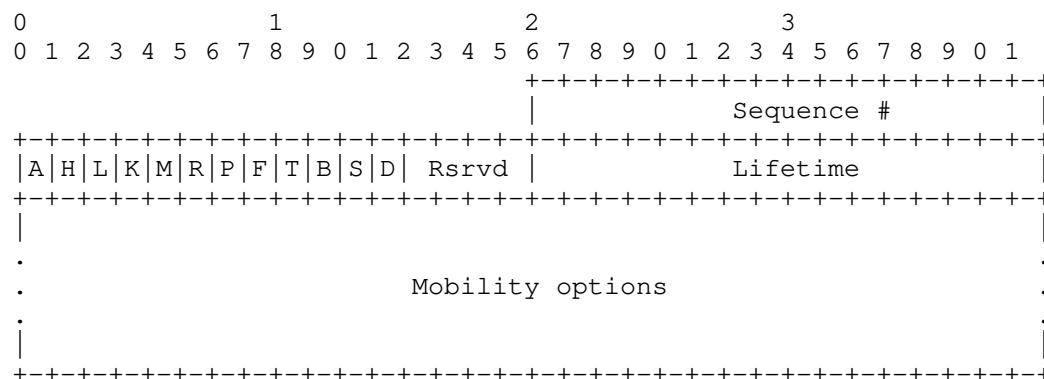 0                   1                   2                   3
0 1 2 3 4 5 6 7 8 9 0 1 2 3 4 5 6 7 8 9 0 1 2 3 4 5 6 7 8 9 0 1
                                +-+-+-+-+-+-+-+-+-+-+-+-+-+-+-+-+
                                |            Sequence #         |
+-+-+-+-+-+-+-+-+-+-+-+-+-+-+-+-+-+-+-+-+-+-+-+-+-+-+-+-+-+-+-+-+
|A|H|L|K|M|R|P|F|T|B|S|D| Rsrvd |            Lifetime           |
+-+-+-+-+-+-+-+-+-+-+-+-+-+-+-+-+-+-+-+-+-+-+-+-+-+-+-+-+-+-+-+-+
|                                                               |
.                                                               .
.                        Mobility options                       .
.                                                               .
|                                                               |
+-+-+-+-+-+-+-+-+-+-+-+-+-+-+-+-+-+-+-+-+-+-+-+-+-+-+-+-+-+-+-+-+